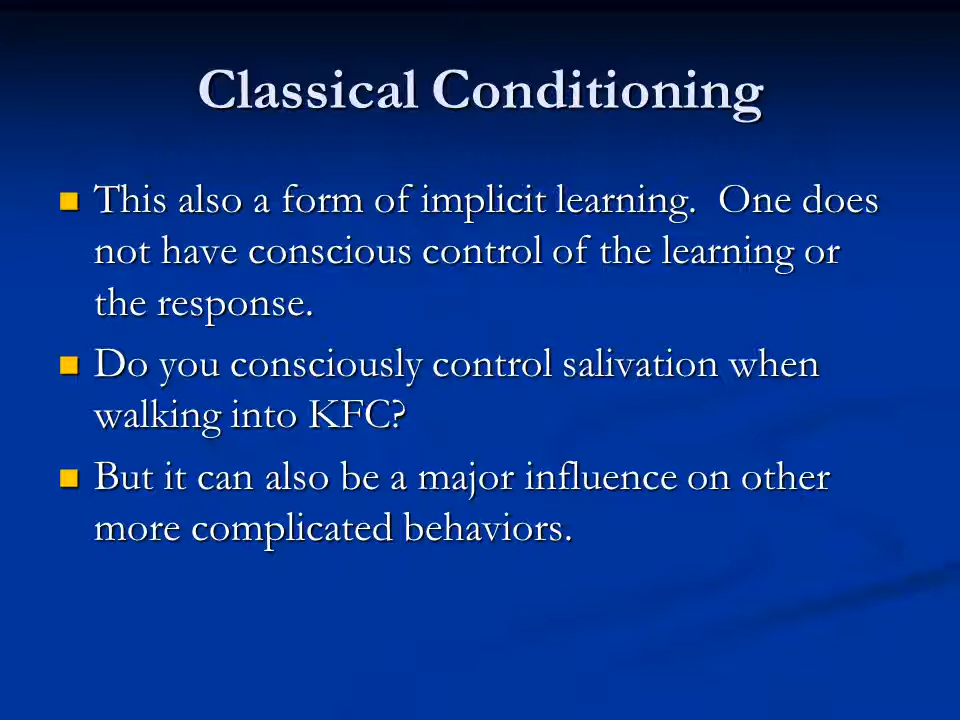 Classical Conditioning
This also a form of implicit learning.  One does
not have conscious control of the learning or
the response.
Do you consciously control salivation when
walking into KFC?
But it can also be a major influence on other
more complicated behaviors.